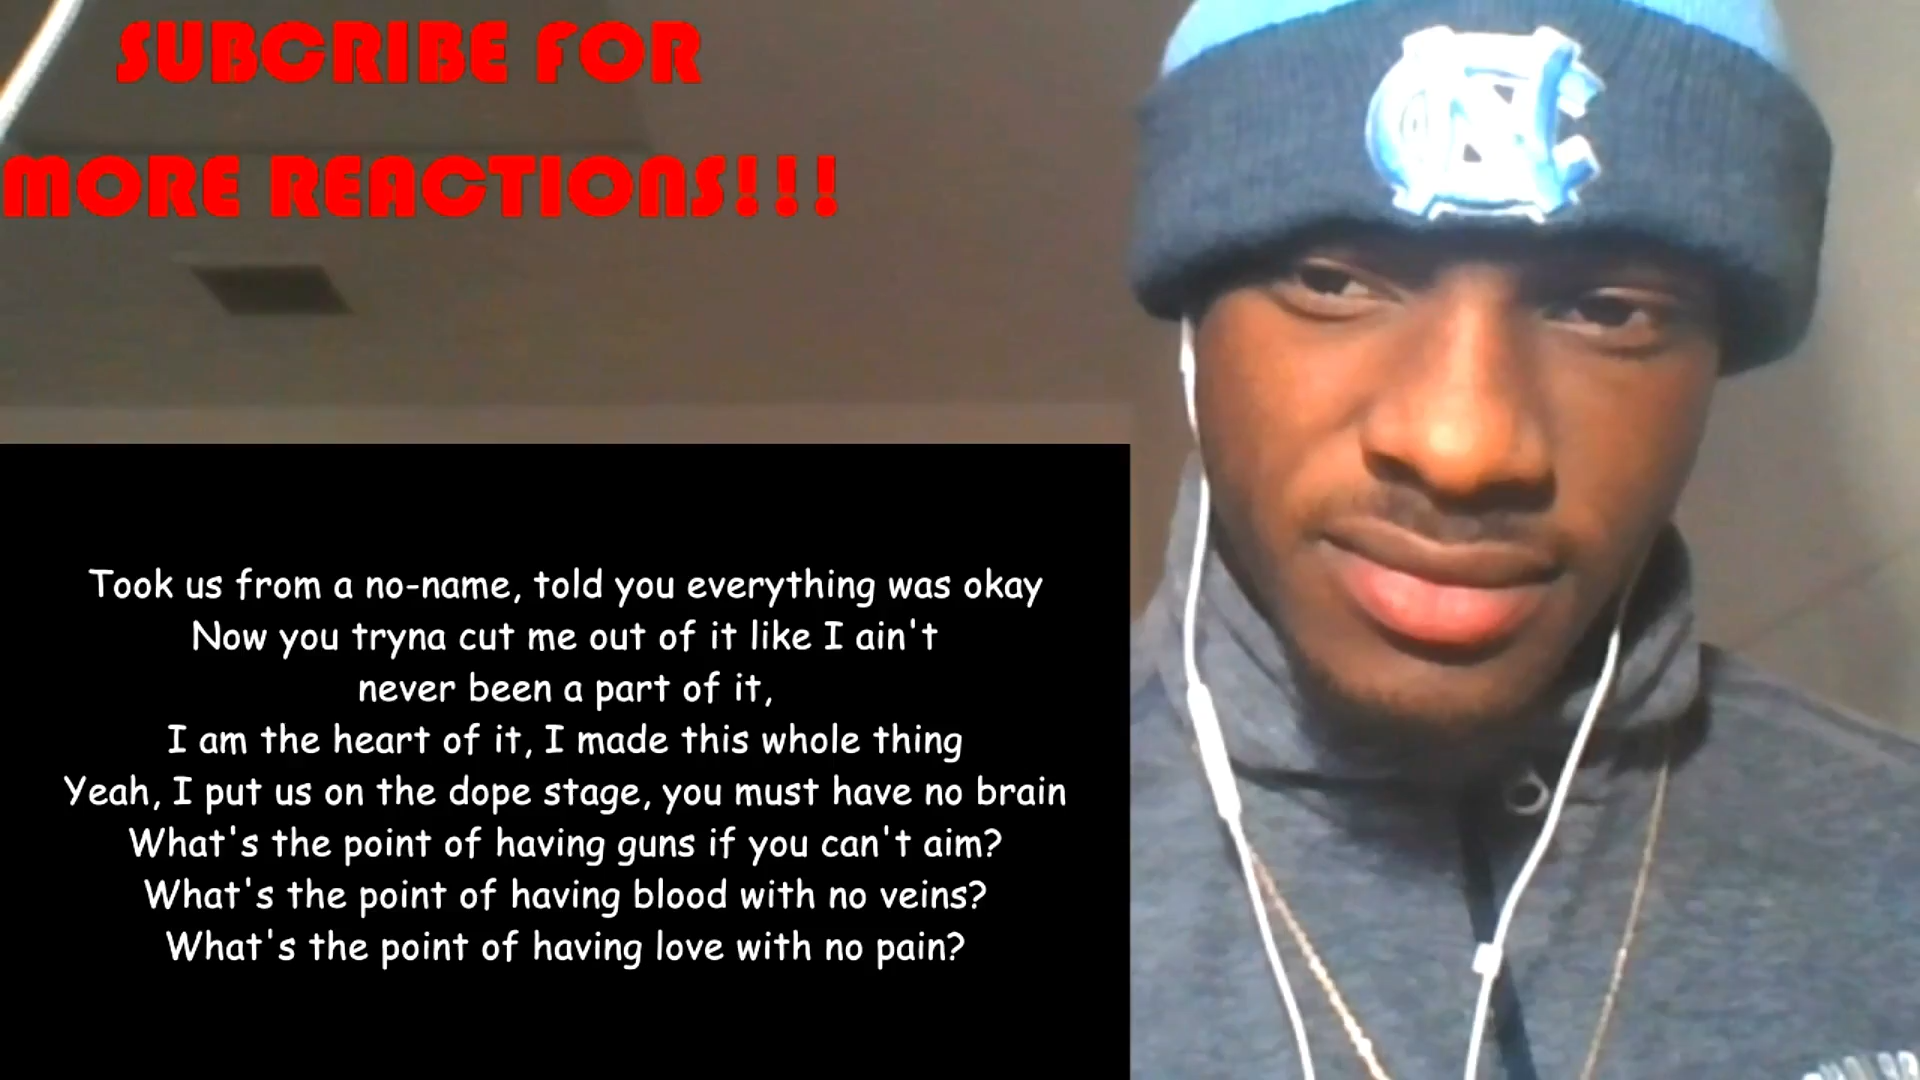 SUBCRIBE FOR
MORE REACTIONS!!!
NC
Took us from a no-name, told you everything was okay
Now you tryna cut me out of it like I ain't
never been a part of it,
I am the heart of it, I made this whole thing
Yeah, I put us on the dope stage, you must have no brain
What's the point of having guns if you can't aim?
What's the point of having blood with no veins?
What's the point of having love with no pain?